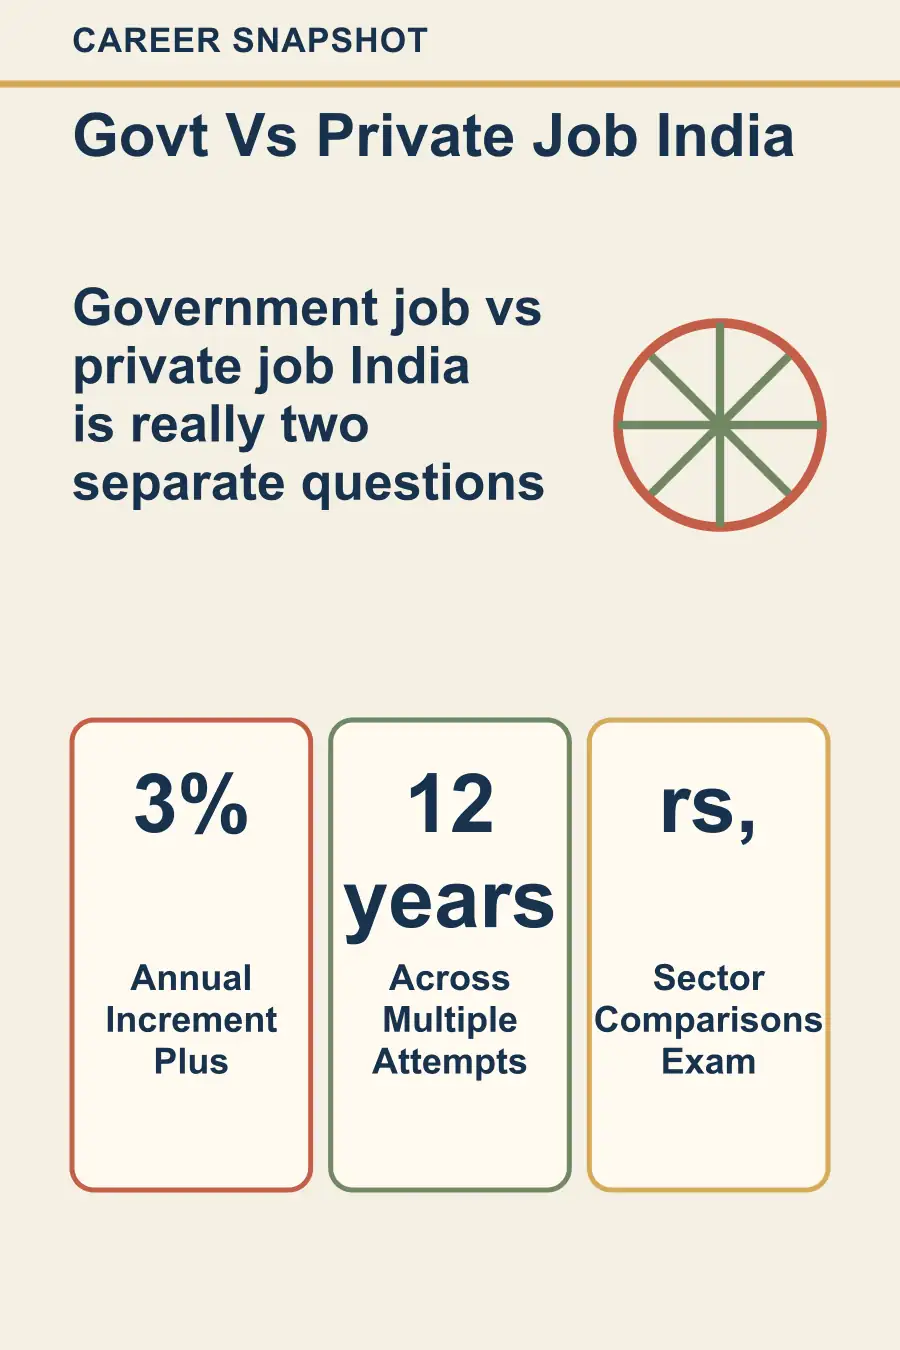 CAREER SNAPSHOT
Govt Vs Private Job India
Government job vs
private job India
is really two
separate questions
3%
Annual
Increment
Plus
12
years
Across
Multiple
Attempts
rs,
Sector
Comparisons
Exam